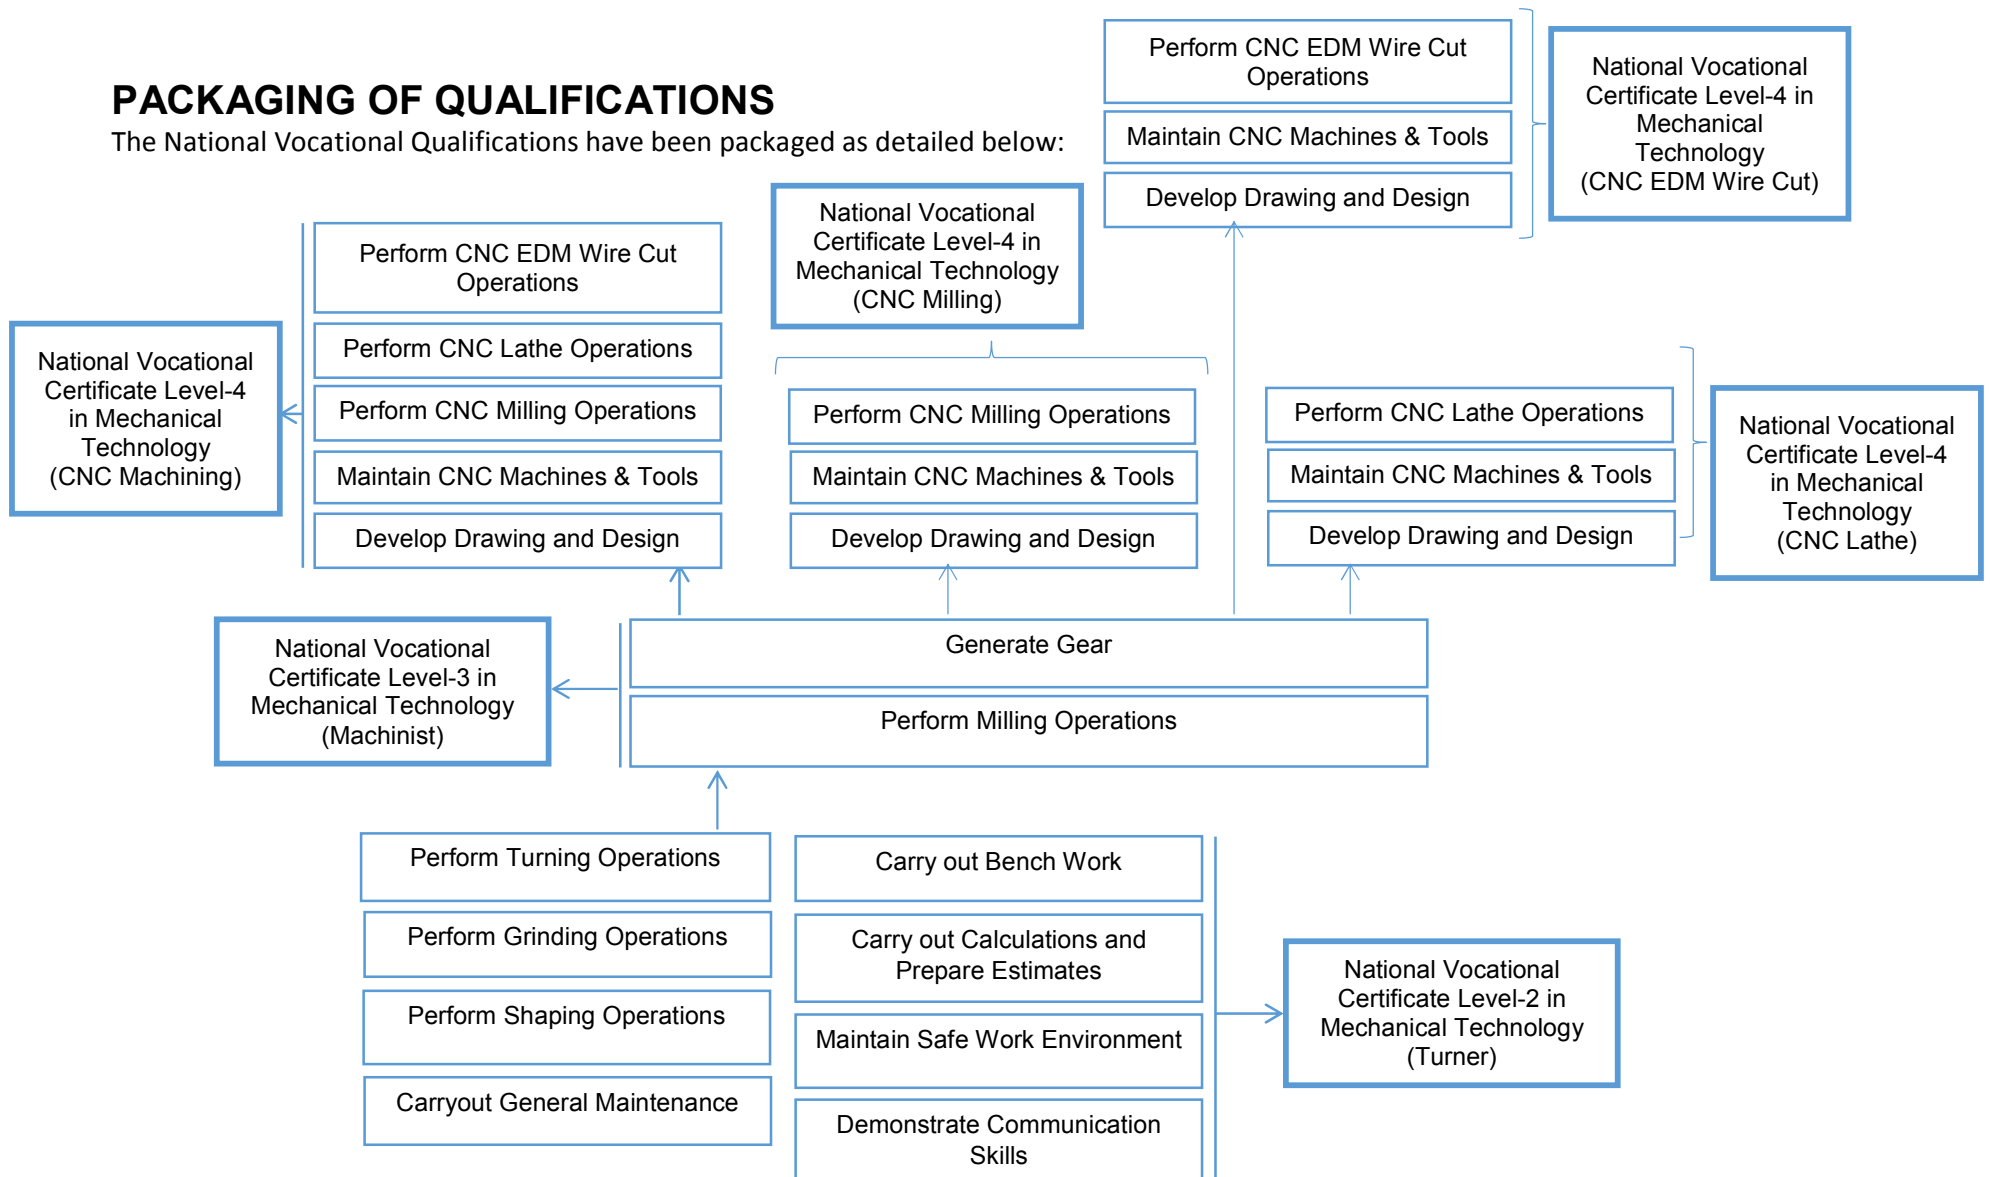 PACKAGING OF QUALIFICATIONS
The National Vocational Qualifications have been packaged as detailed below:
Perform CNC EDM Wire Cut
Operations
Maintain CNC Machines & Tools
Develop Drawing and Design
National Vocational
Certificate Level-4 in
Mechanical
Technology
(CNC EDM Wire Cut)
National Vocational
Certificate Level-4 in
Mechanical Technology
(CNC Milling)
Perform CNC EDM Wire Cut
Operations
Perform CNC Lathe Operations
Perform CNC Milling Operations
Maintain CNC Machines & Tools
Develop Drawing and Design
National Vocational
Certificate Level-4
in Mechanical
Technology
(CNC Machining)
Perform CNC Milling Operations
Maintain CNC Machines & Tools
Develop Drawing and Design
Perform CNC Lathe Operations
Maintain CNC Machines & Tools
Develop Drawing and Design
National Vocational
Certificate Level-4
in Mechanical
Technology
(CNC Lathe)
National Vocational
Certificate Level-3 in
Mechanical Technology
(Machinist)
Generate Gear
Perform Milling Operations
Perform Turning Operations
Perform Grinding Operations
Perform Shaping Operations
Carryout General Maintenance
Carry out Bench Work
Carry out Calculations and
Prepare Estimates
Maintain Safe Work Environment
Demonstrate Communication
Skills
National Vocational
Certificate Level-2 in
Mechanical Technology
(Turner)